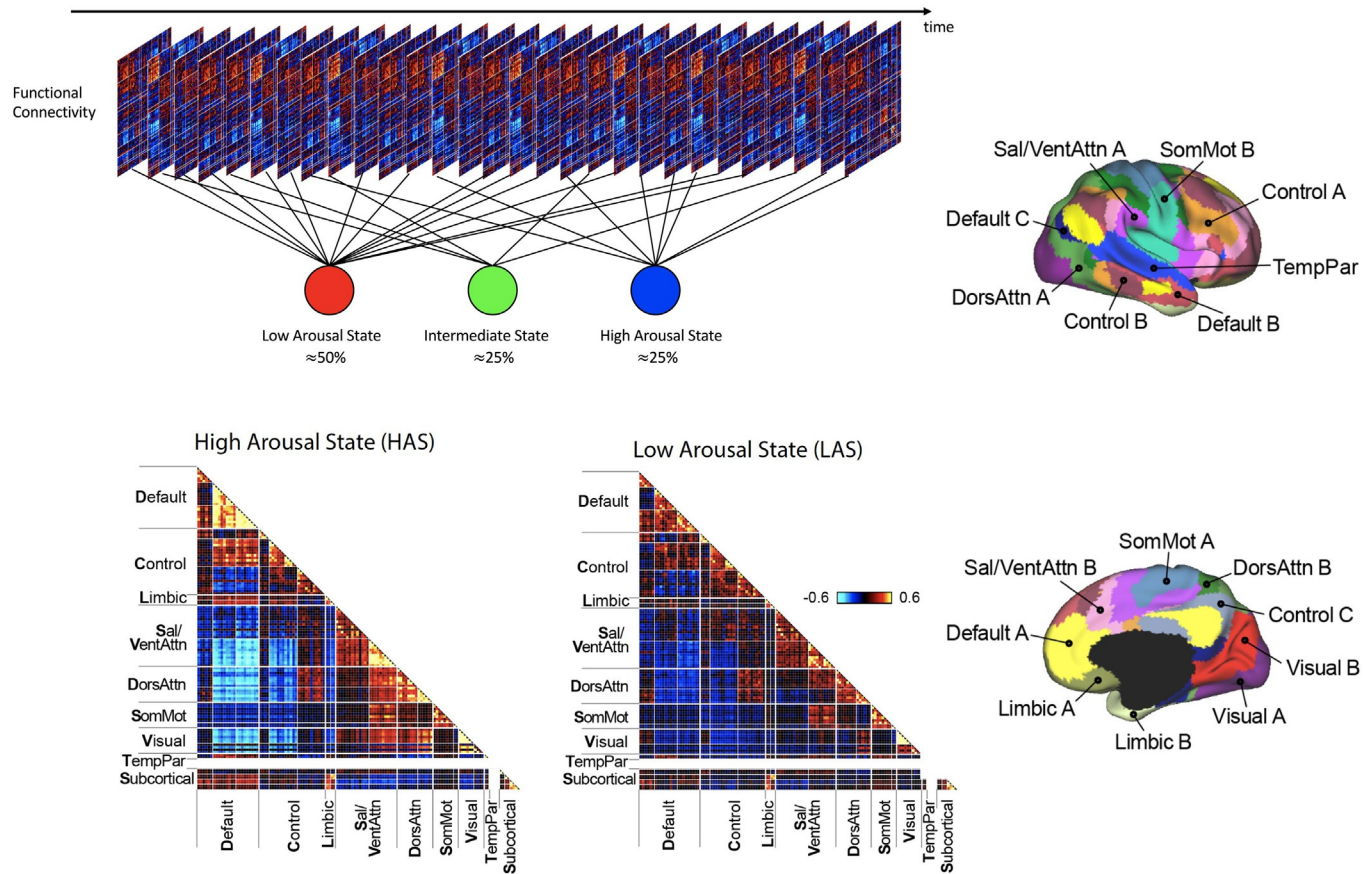 time
Functional
Connectivity
Low Arousal State
≈50%
Intermediate State
≈25%
High Arousal State
≈25%
Sal/VentAttn A
SomMot B
Control A
Default C
TempPar
DorsAttn A
Control B
Default B
High Arousal State (HAS)
Default
Control
Limbic
Sal/
VentAttn
DorsAttn
SomMot
Visual
TempPar
Subcortical
Default
Control
Limbic
Sal/
VentAttn
DorsAttn
SomMot
Visual
TempPar
Subcortical
Low Arousal State (LAS)
Default
Control
Limbic
Sal/
VentAttn
DorsAttn
SomMot
Visual
TempPar
Subcortical
Default
Control
Limbic
Sal/
VentAttn
DorsAttn
SomMot
Visual
TempPar
Subcortical
-0.6 0.6
SomMot A
Sal/VentAttn B
DorsAttn B
Control C
Default A
Visual B
Limbic A
Visual A
Limbic B